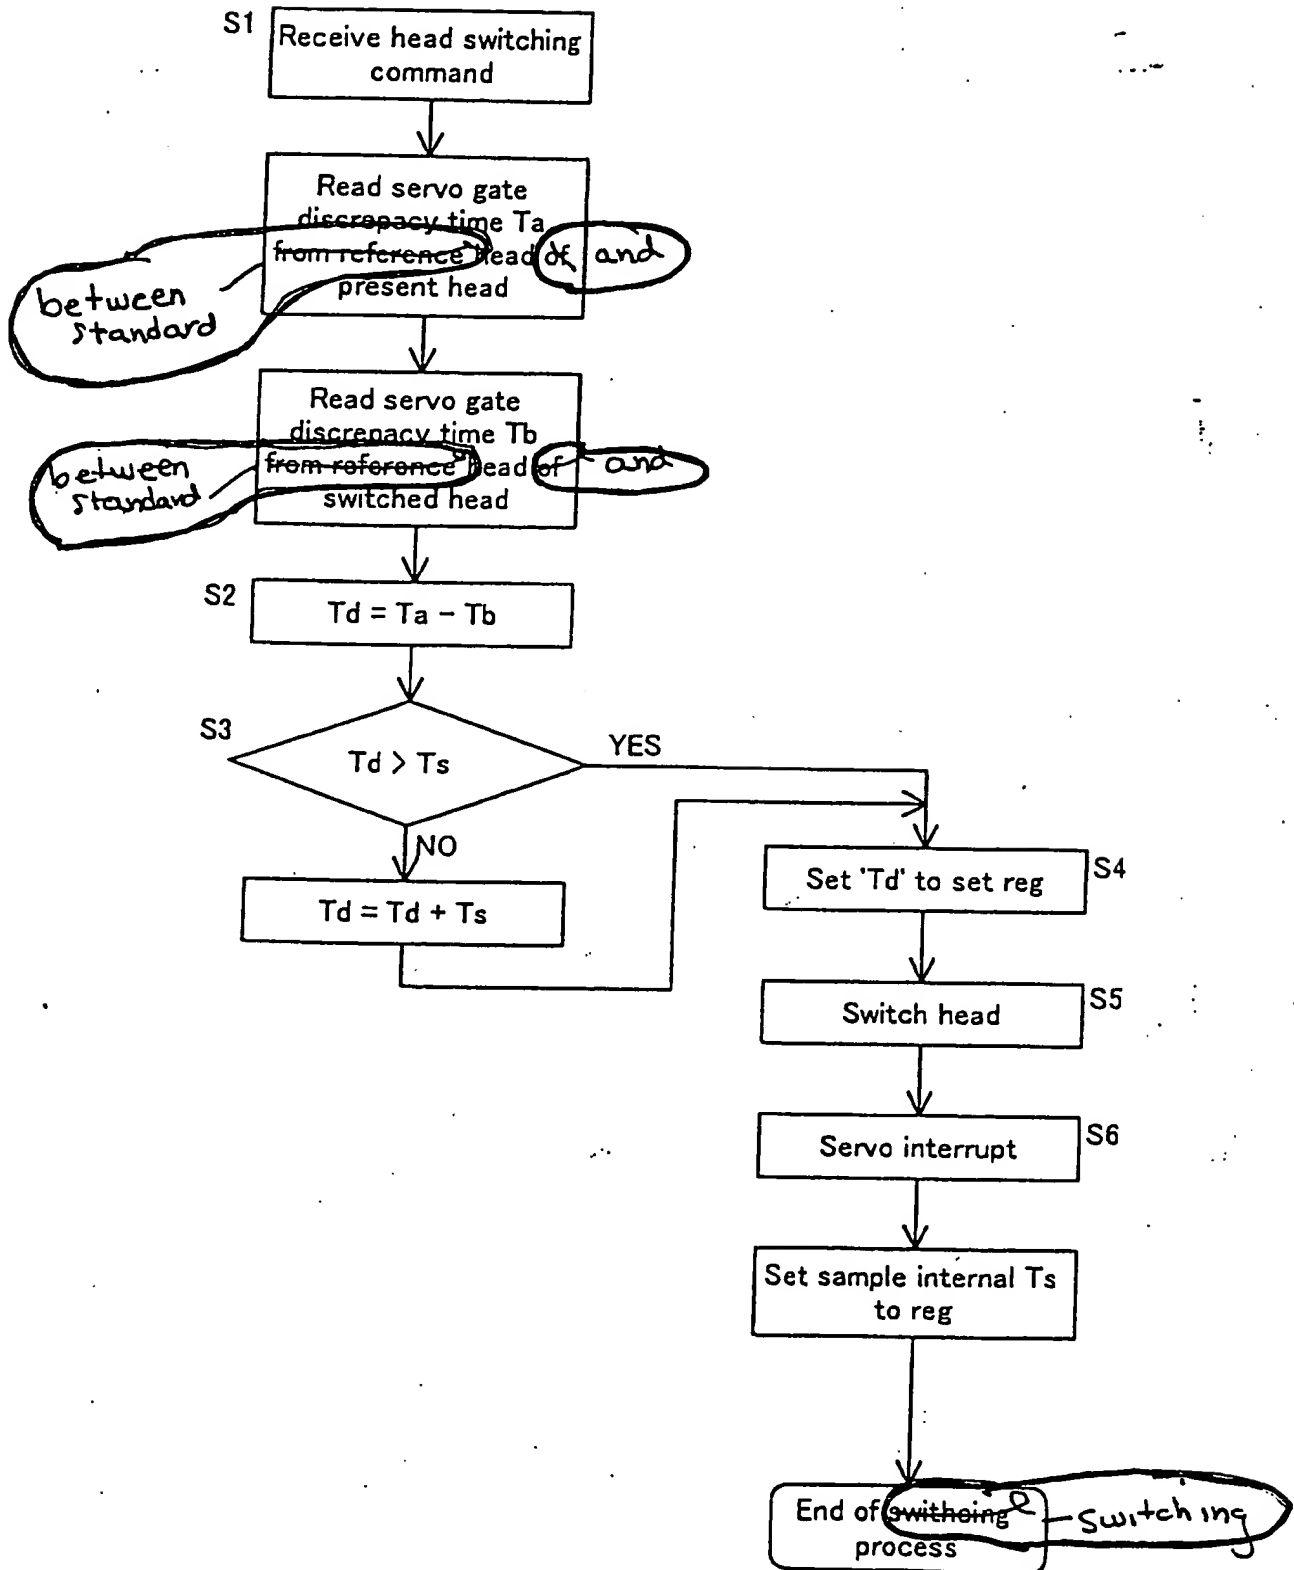 S1
Receive head switching
command
Read servo gate
discrepacy time Ta
from reference head of and
present head
between
standard
Read servo gate
discrepacy time Tb
from reference head of and
switched head
between
standard
S2
Td = Ta - Tb
S3
Td > Ts
YES
NO
Td = Td + Ts
Set 'Td' to set reg
S4
Switch head
S5
Servo interrupt
S6
Set sample internal Ts
to reg
End of swithcing switching
process